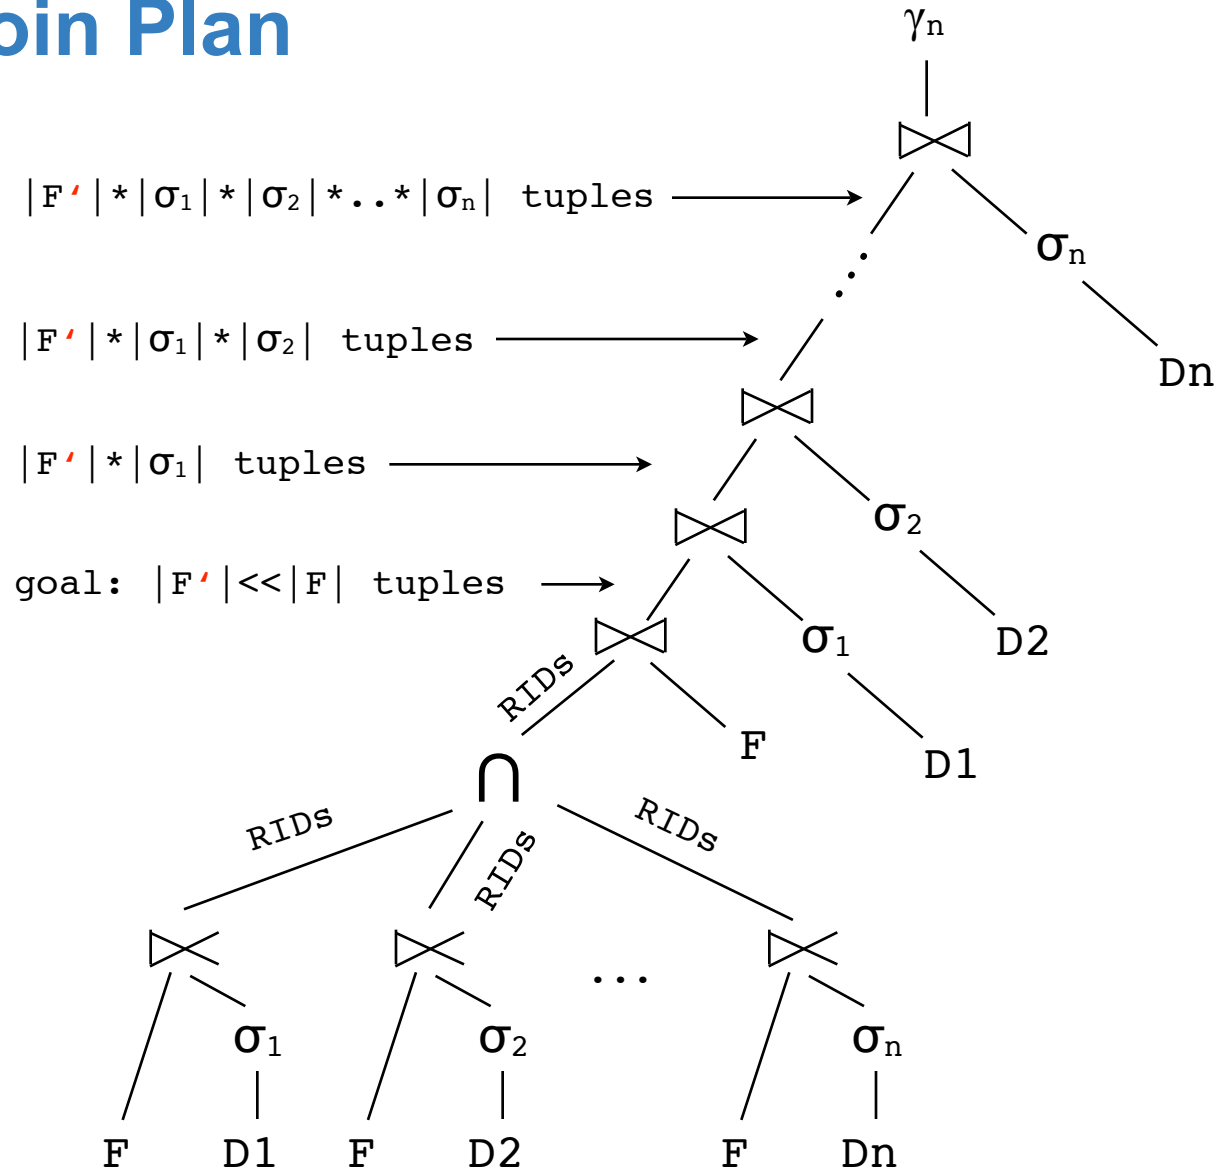 oin Plan
γn
|F‘|*|σ1|*|σ2|*..*|σn| tuples
σn
|F‘|*|σ1|*|σ2| tuples
Dn
|F‘|*|σ1| tuples
σ2
goal: |F‘|<<|F| tuples
σ1
D2
RIDs
F
D1
∩
RIDs
RIDs
RIDs
...
σ1
σ2
σn
F D1 F D2 F Dn